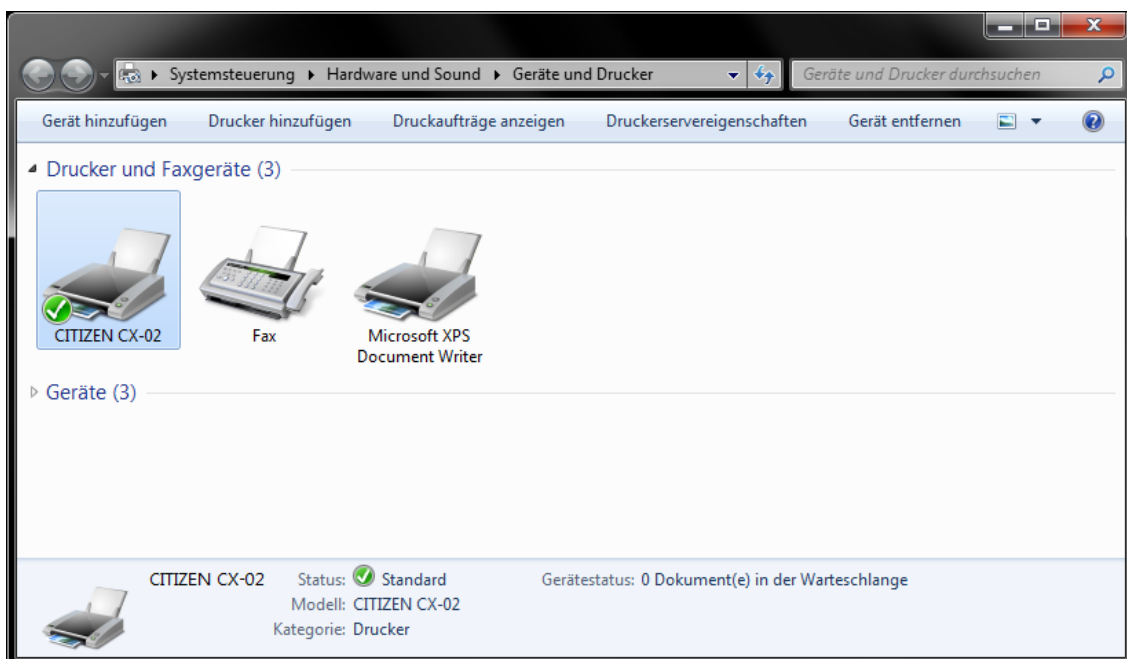 Systemsteuerung ▸ Hardware und Sound ▸ Geräte und Drucker Geräte und Drucker durchsuchen
Gerät hinzufügen Drucker hinzufügen Druckaufträge anzeigen Druckerservereigenschaften Gerät entfernen
Drucker und Faxgeräte (3)
CITIZEN CX-02 Fax Microsoft XPS
Document Writer
Geräte (3)
CITIZEN CX-02 Status: Standard Gerätestatus: 0 Dokument(e) in der Warteschlange
Modell: CITIZEN CX-02
Kategorie: Drucker